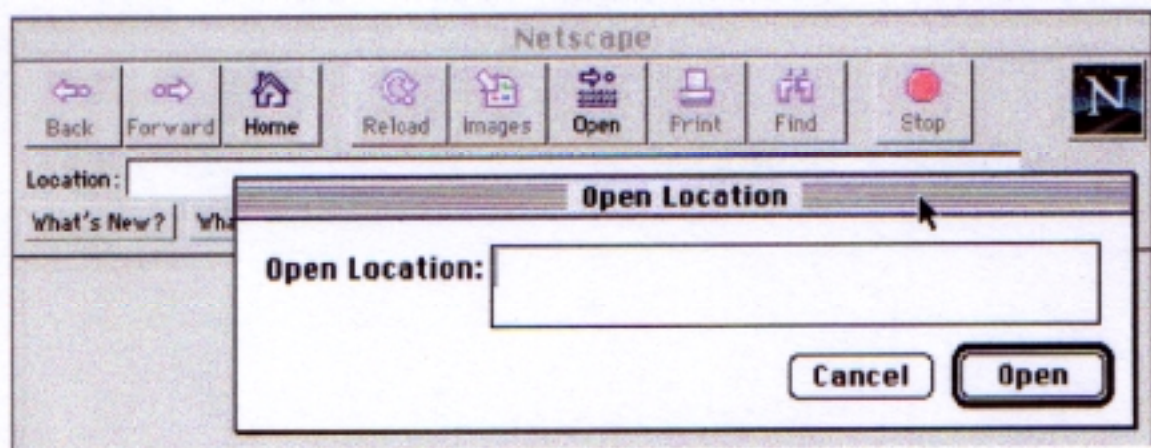 Netscape
Back Forward Home Reload Images Open Print Find Stop N
Location:
Open Location
What's New? Wha
Open Location:
Cancel Open